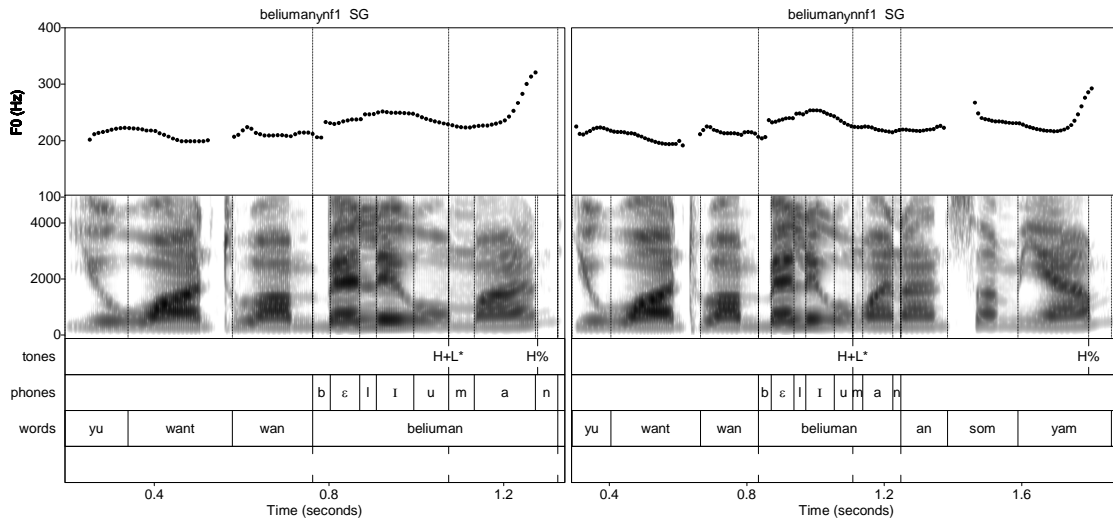 beliumanynf1 SG
beliumanynnf1 SG
F0 (Hz)
400
300
200
100
4000
2000
0
tones
H+L* H%
H+L* H%
phones
b ɛ l I u m a n
b ɛ l I u m a n
words
yu want wan beliuman
yu want wan beliuman an som yam
0.4 0.8 1.2
0.4 0.8 1.2 1.6
Time (seconds)
Time (seconds)